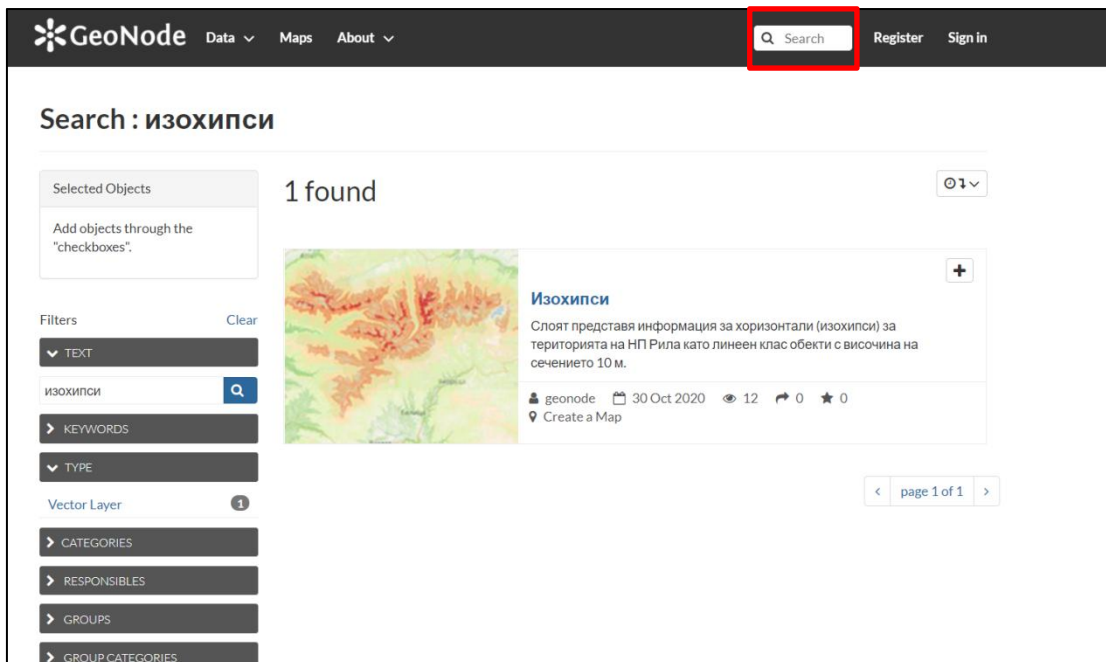 GeoNode Data Maps About Search Register Sign in
Search : изохипси
Selected Objects
Add objects through the
"checkboxes".
1 found
Изохипси
Слоят представя информация за хоризонтали (изохипси) за
територията на НП Рила като линеен клас обекти с височина на
сечението 10 м.
geonode 30 Oct 2020 12 0 0
Create a Map
Filters Clear
TEXT
изохипси
KEYWORDS
TYPE
Vector Layer 1
CATEGORIES
RESPONSIBLES
GROUPS
GROUP CATEGORIES
< page 1 of 1 >